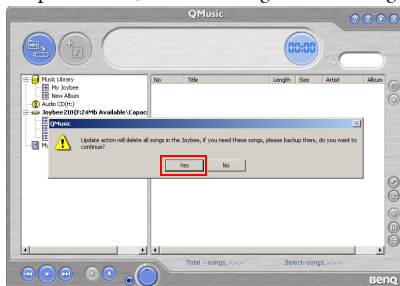 QMusic
00:00
Music Library
My Joybee
New Album
Audio CD(H:)
Joybee210(F:24Mb Available\Capac
No Title Length Size Artist Album
QMusic
Update action will delete all songs in the Joybee, if you need these songs, please backup them, do you want to
continue?
Yes No
Total --songs, --:--:-- Select--songs, --:--:--
BenQ